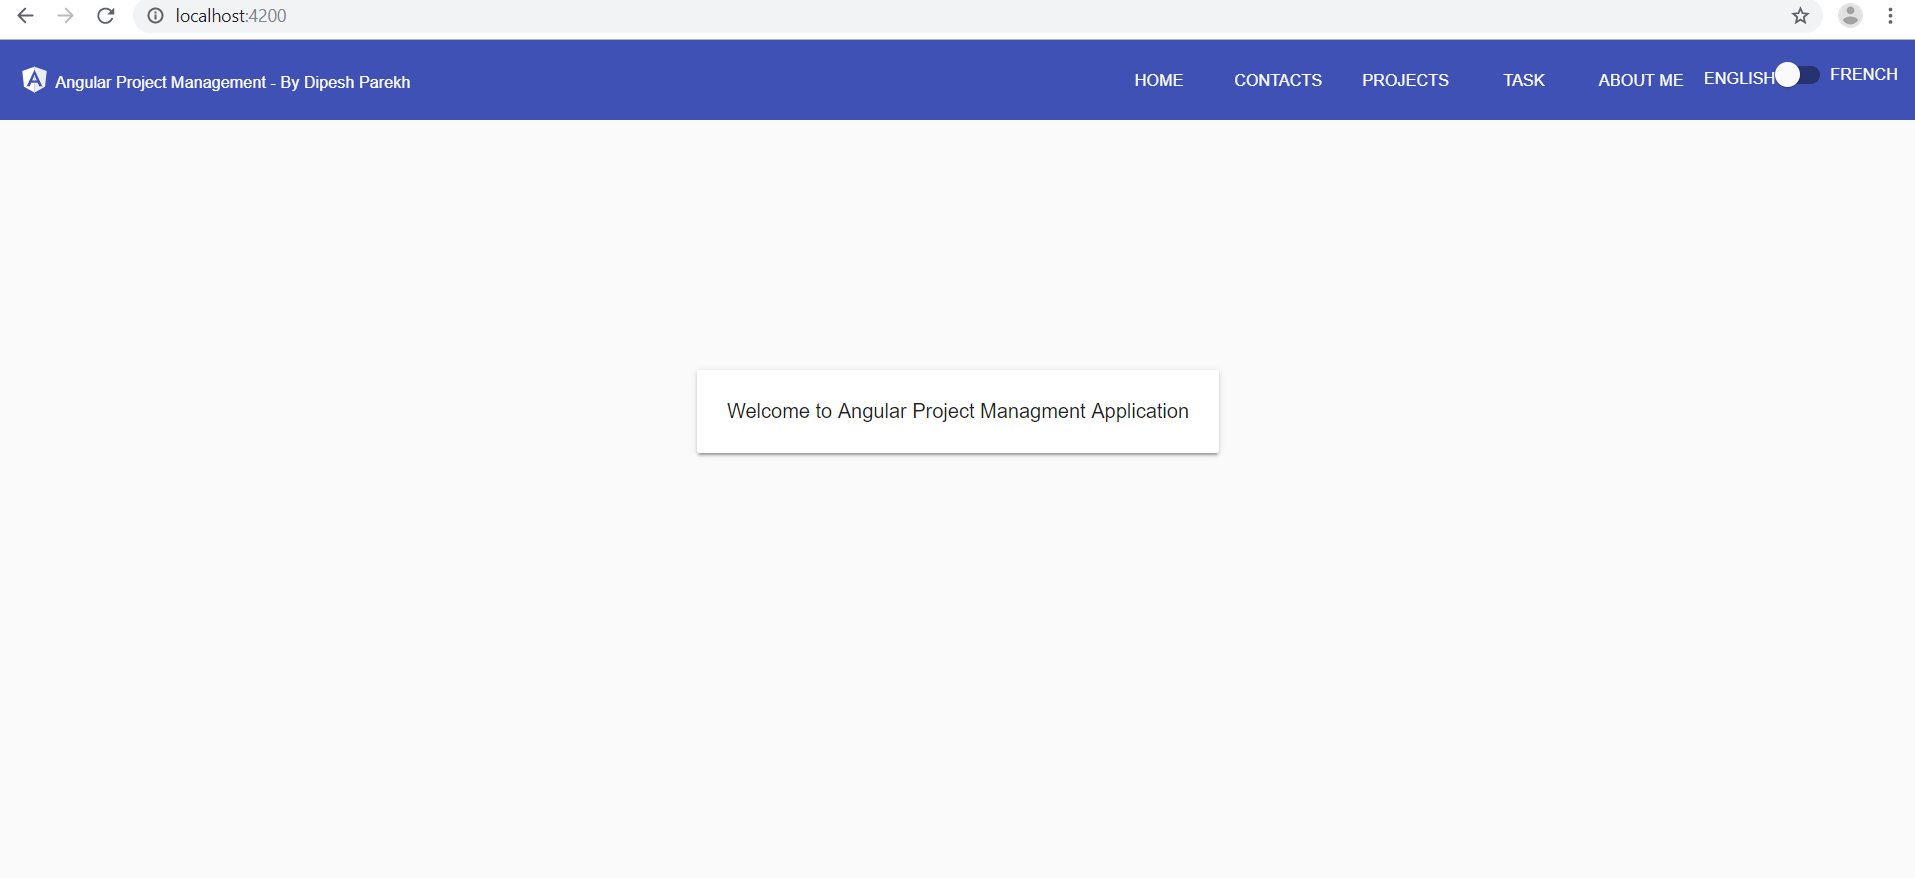 localhost:4200
Angular Project Management - By Dipesh Parekh HOME CONTACTS PROJECTS TASK ABOUT ME ENGLISH FRENCH
Welcome to Angular Project Managment Application